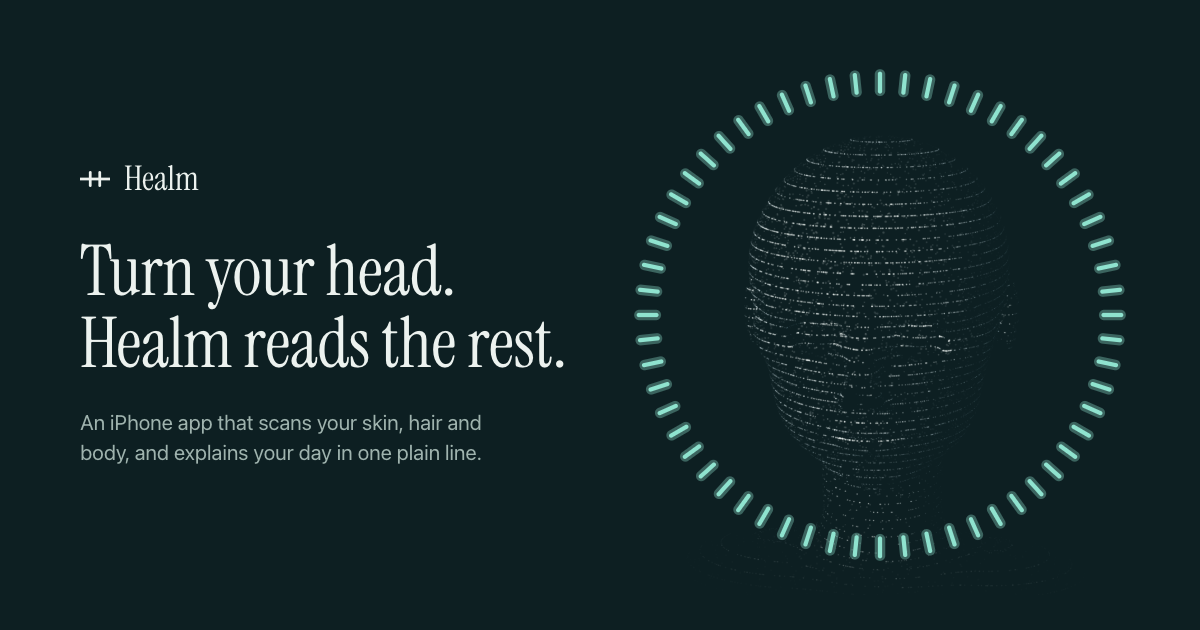 Healm
Turn your head.
Healm reads the rest.
An iPhone app that scans your skin, hair and
body, and explains your day in one plain line.